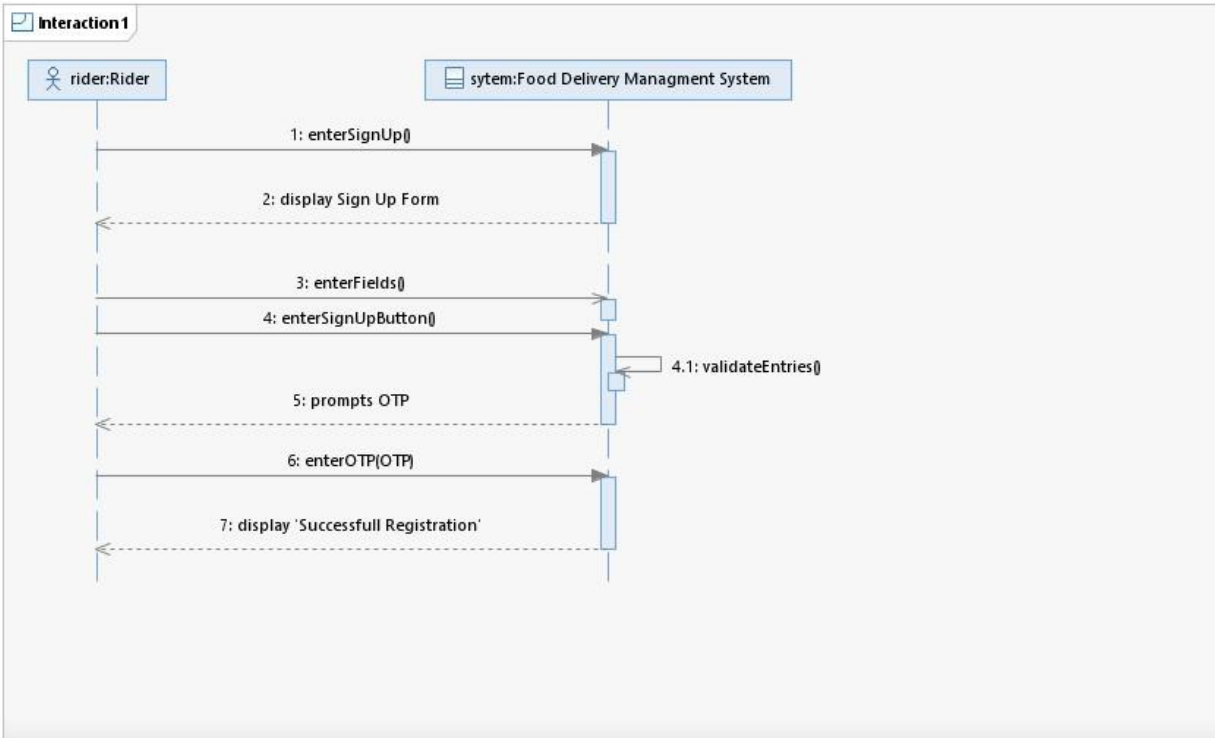 Interaction1
rider:Rider
sytem:Food Delivery Managment System
1: enterSignUp()
2: display Sign Up Form
3: enterFields()
4: enterSignUpButton()
4.1: validateEntries()
5: prompts OTP
6: enterOTP(OTP)
7: display 'Successfull Registration'